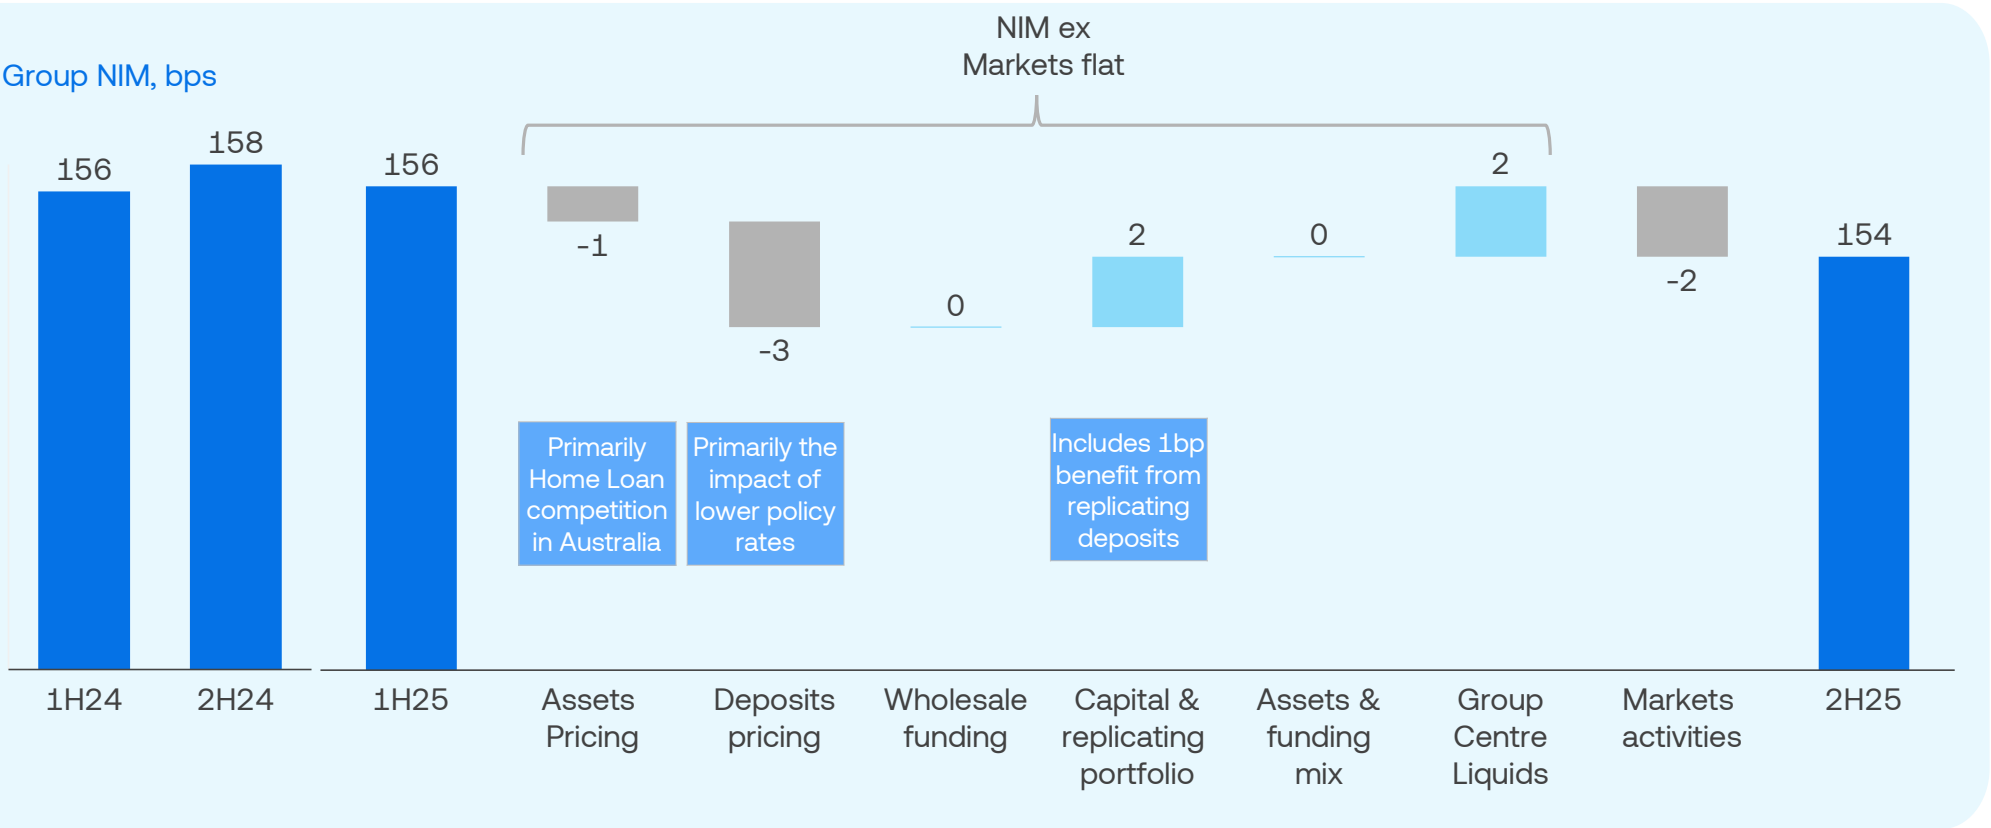 NIM ex
Markets flat
Group NIM, bps
156
158
156
-1
-3
0
2
0
2
-2
154
Primarily
Home Loan
competition
in Australia
Primarily the
impact of
lower policy
rates
Includes 1bp
benefit from
replicating
deposits
1H24
2H24
1H25
Assets
Pricing
Deposits
pricing
Wholesale
funding
Capital &
replicating
portfolio
Assets &
funding
mix
Group
Centre
Liquids
Markets
activities
2H25